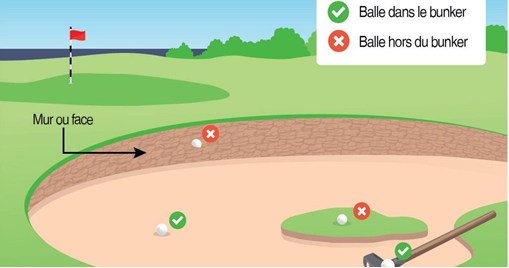 Balle dans le bunker
Balle hors du bunker
Mur ou face